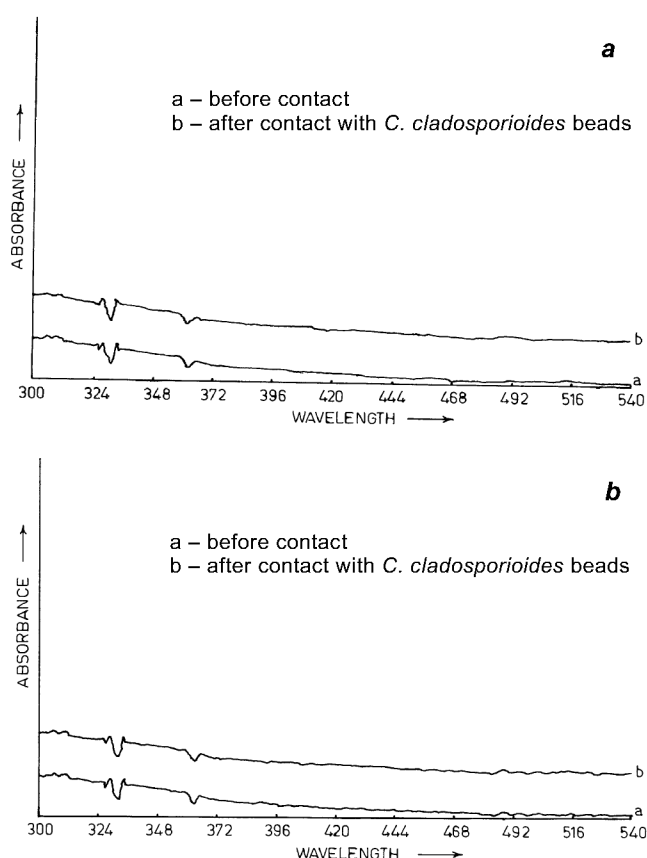 a
a – before contact
b – after contact with C. cladosporioides beads
ABSORBANCE
b
a
300 324 348 372 396 420 444 468 492 516 540
WAVELENGTH
b
a – before contact
b – after contact with C. cladosporioides beads
ABSORBANCE
b
a
300 324 348 372 396 420 444 468 492 516 540
WAVELENGTH